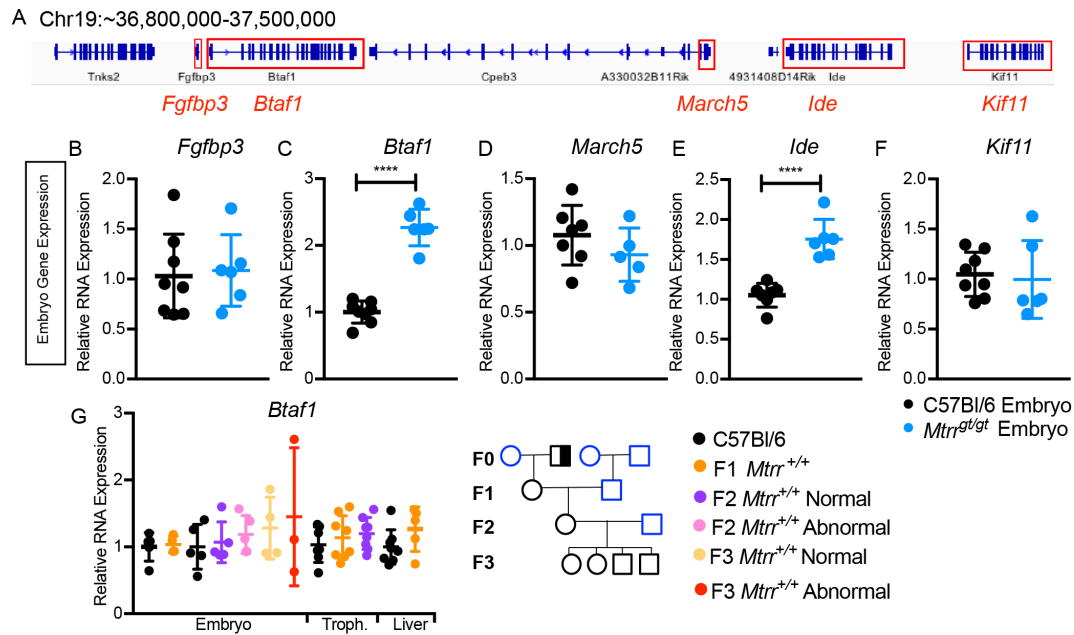 A Chr19:~36,800,000-37,500,000
Tnks2 Fgfbp3 Btaf1 Cpeb3 A330032B11Rik 4931408D14Rik Ide Kif11
Fgfbp3 Btaf1 March5 Ide Kif11
Embryo Gene Expression
B Fgfbp3
Relative RNA Expression
2.0
1.5
1.0
0.5
0.0
C Btaf1
Relative RNA Expression
3
2
1
0
****
D March5
Relative RNA Expression
1.5
1.0
0.5
0.0
E Ide
Relative RNA Expression
2.5
2.0
1.5
1.0
0.5
0.0
****
F Kif11
Relative RNA Expression
2.0
1.5
1.0
0.5
0.0
C57Bl/6 Embryo
Mtrr^gt/gt Embryo
G Btaf1
Relative RNA Expression
3
2
1
0
Embryo Troph. Liver
F0
F1
F2
F3
C57Bl/6
F1 Mtrr^+/+
F2 Mtrr^+/+ Normal
F2 Mtrr^+/+ Abnormal
F3 Mtrr^+/+ Normal
F3 Mtrr^+/+ Abnormal